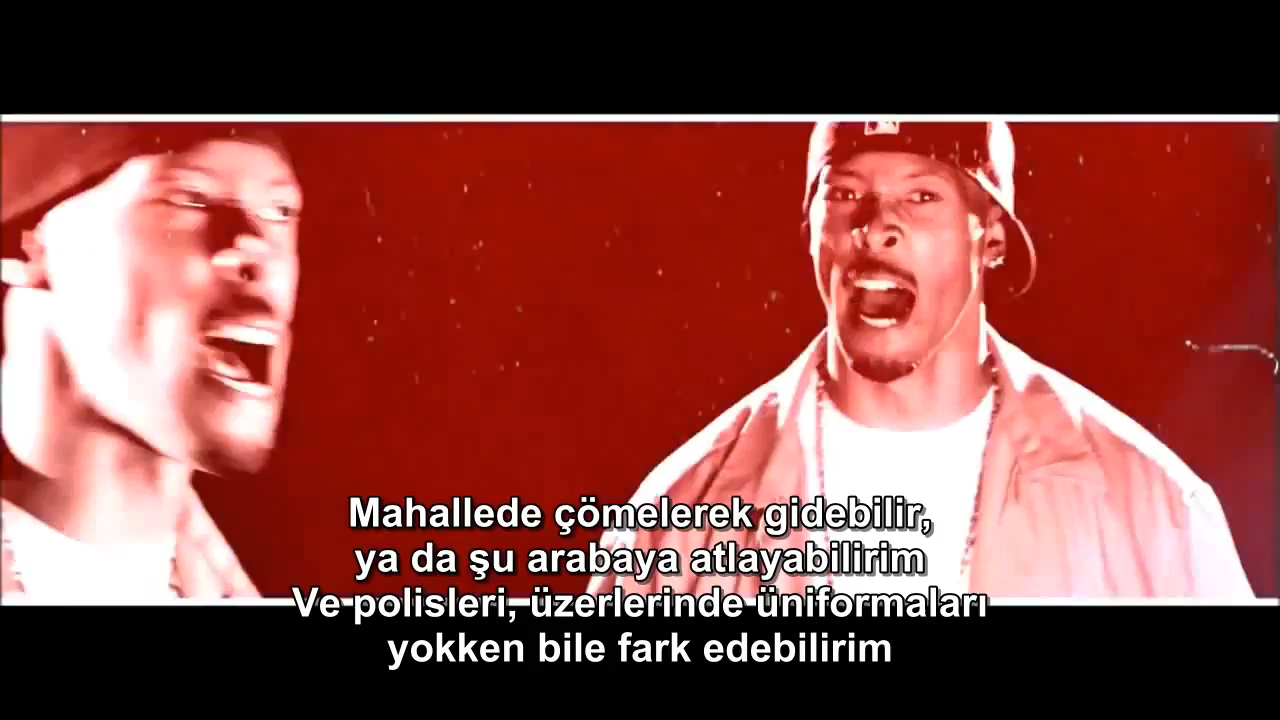 Mahallede çömelerek gidebilir,
ya da şu arabaya atlayabilirim
Ve polisleri, üzerlerinde üniformaları
yokken bile fark edebilirim